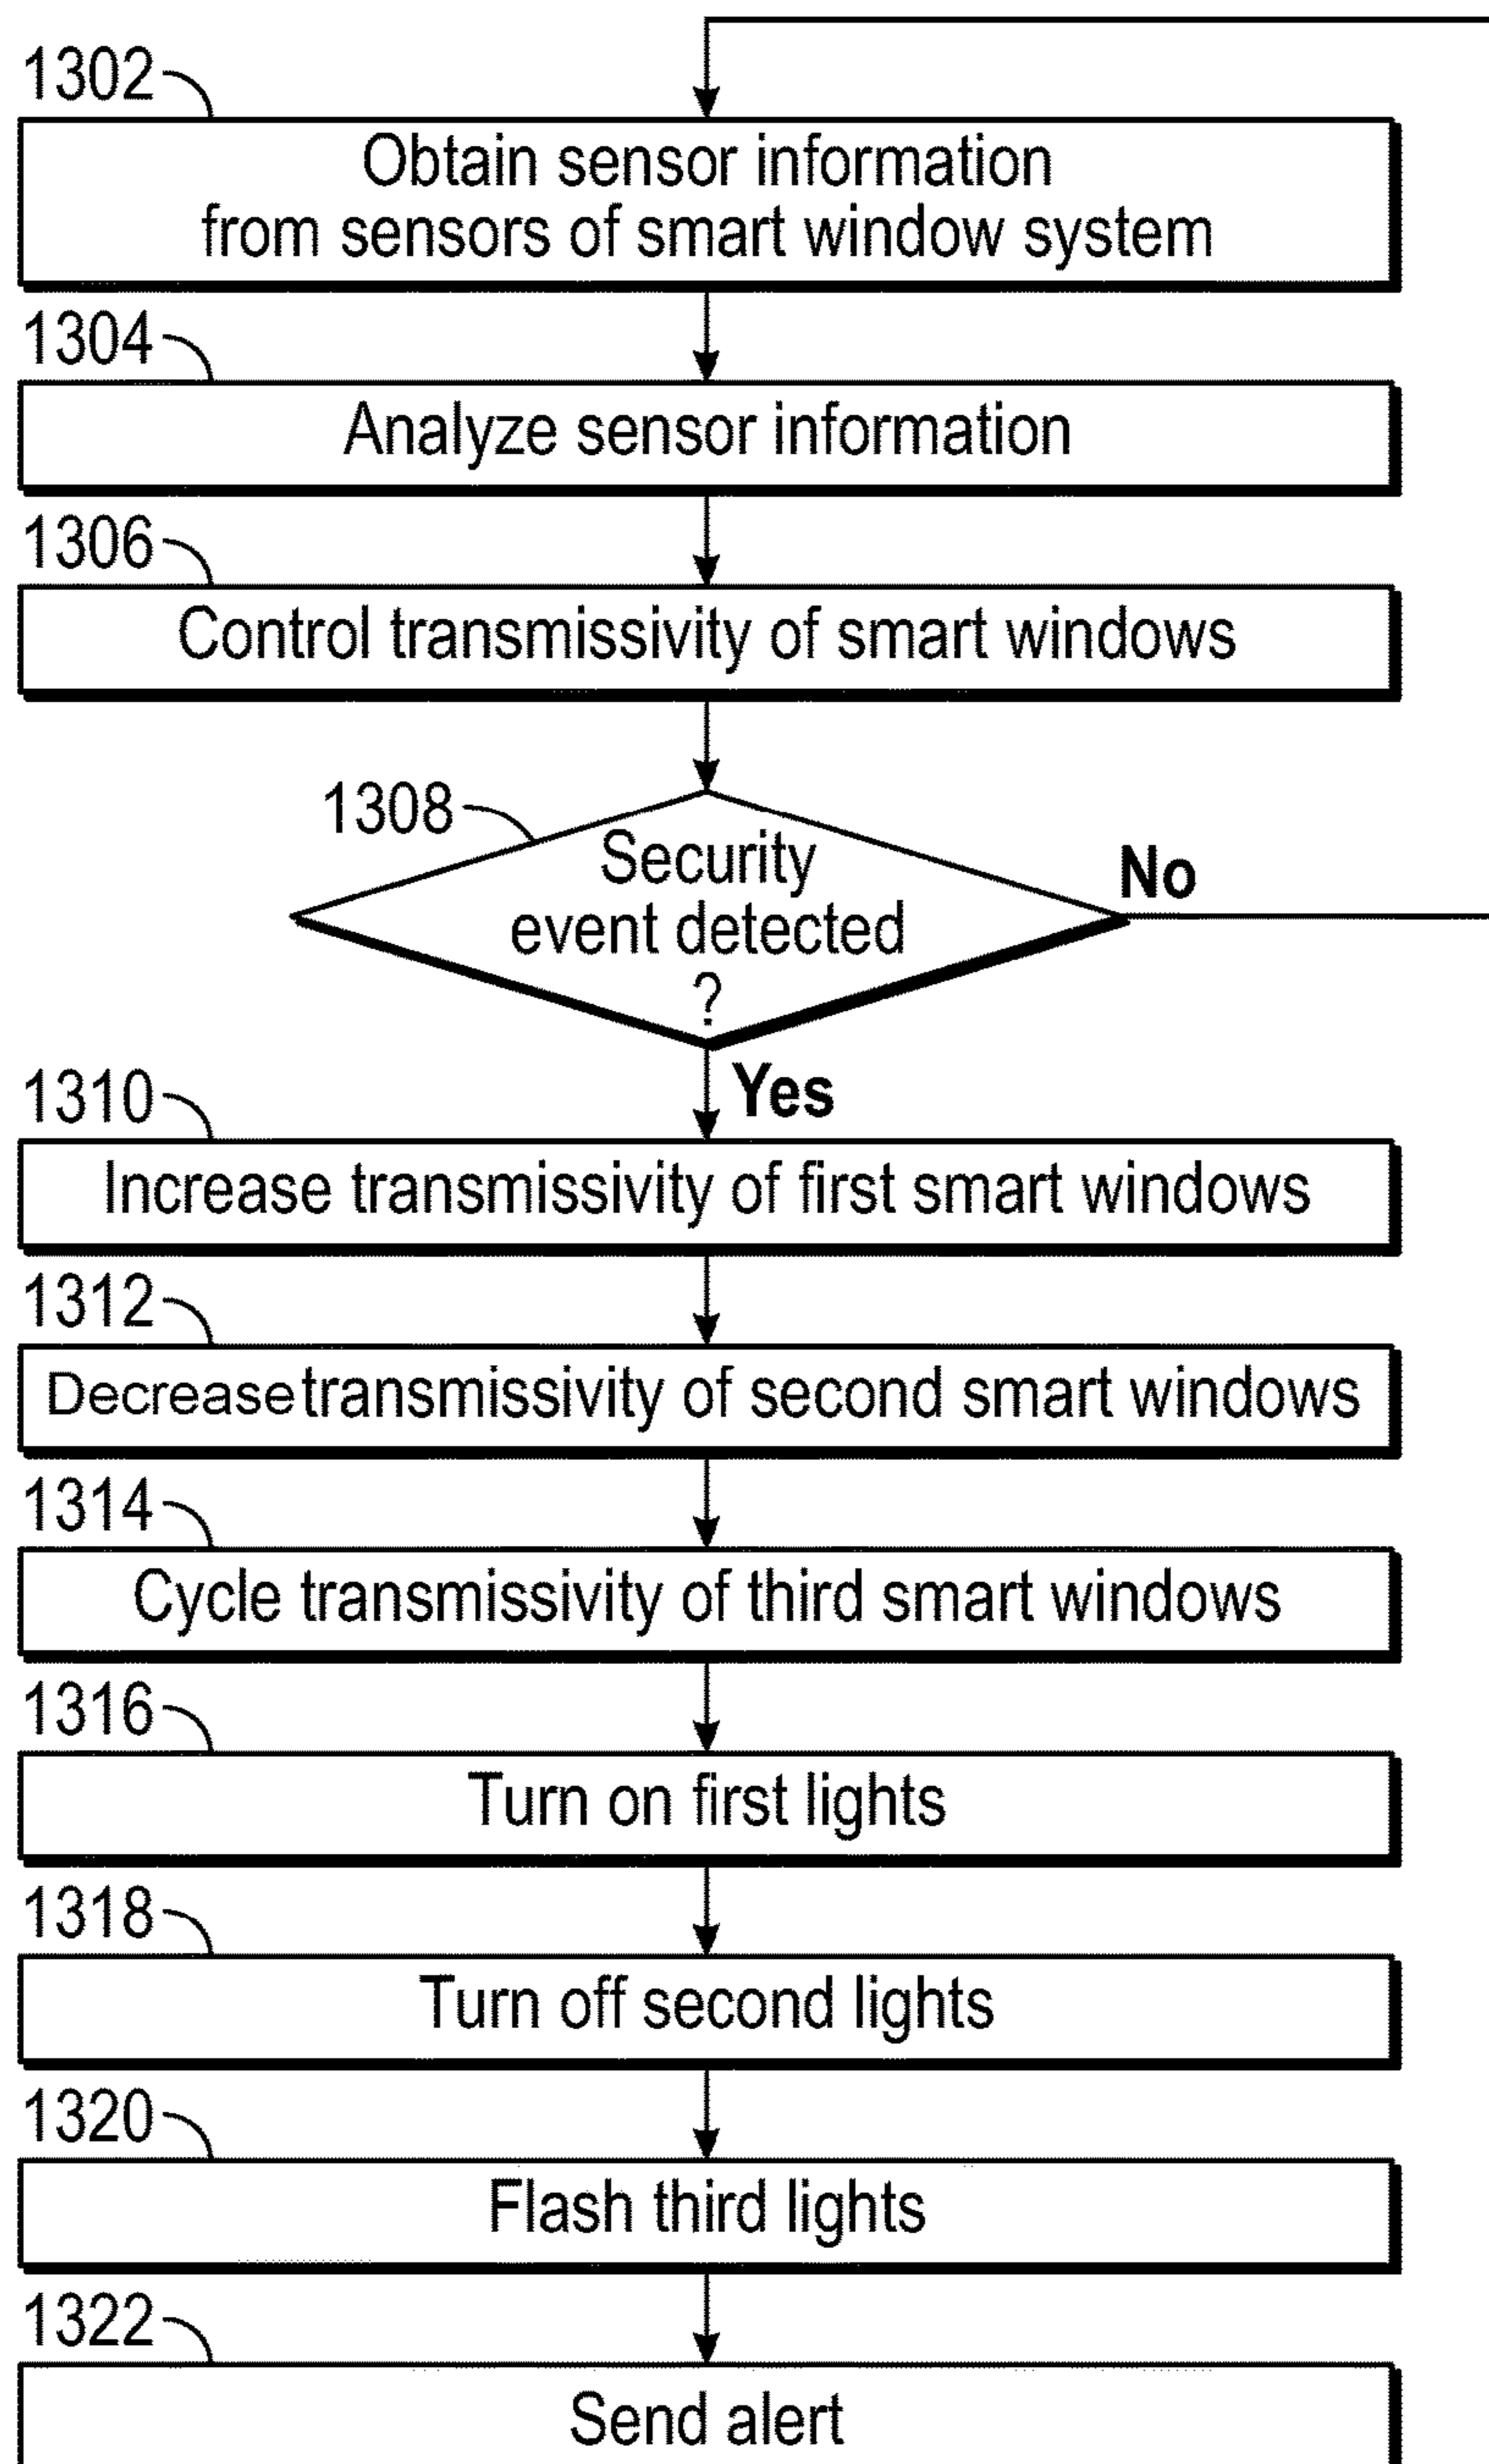 1302
Obtain sensor information
from sensors of smart window system
1304
Analyze sensor information
1306
Control transmissivity of smart windows
1308
Security
event detected
?
No
Yes
1310
Increase transmissivity of first smart windows
1312
Decrease transmissivity of second smart windows
1314
Cycle transmissivity of third smart windows
1316
Turn on first lights
1318
Turn off second lights
1320
Flash third lights
1322
Send alert